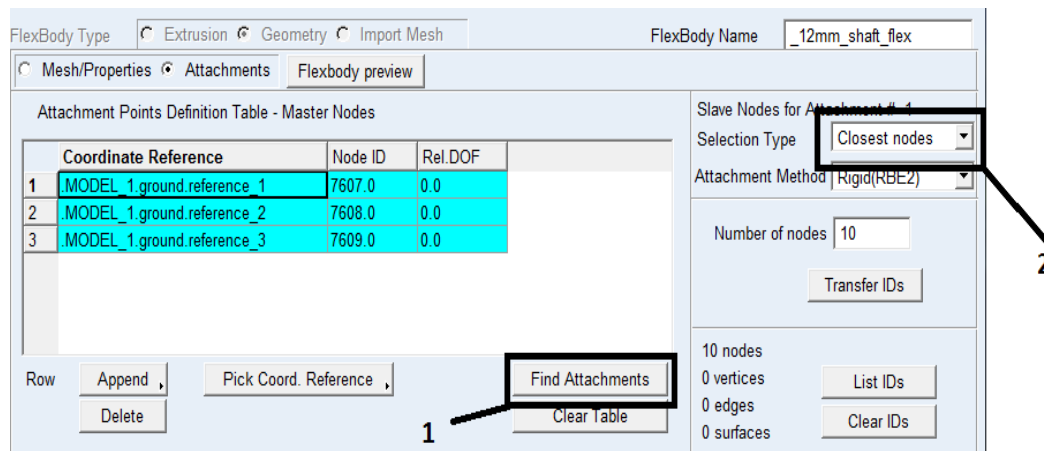 FlexBody Type Extrusion Geometry Import Mesh FlexBody Name _12mm_shaft_flex
Mesh/Properties Attachments Flexbody preview
Attachment Points Definition Table - Master Nodes
Coordinate Reference Node ID Rel.DOF
1 .MODEL_1.ground.reference_1 7607.0 0.0
2 .MODEL_1.ground.reference_2 7608.0 0.0
3 .MODEL_1.ground.reference_3 7609.0 0.0
Row Append Pick Coord. Reference Find Attachments
Delete Clear Table
1
Slave Nodes for Attachment # 1
Selection Type Closest nodes
Attachment Method Rigid(RBE2)
2
Number of nodes 10
Transfer IDs
10 nodes
0 vertices List IDs
0 edges
0 surfaces Clear IDs